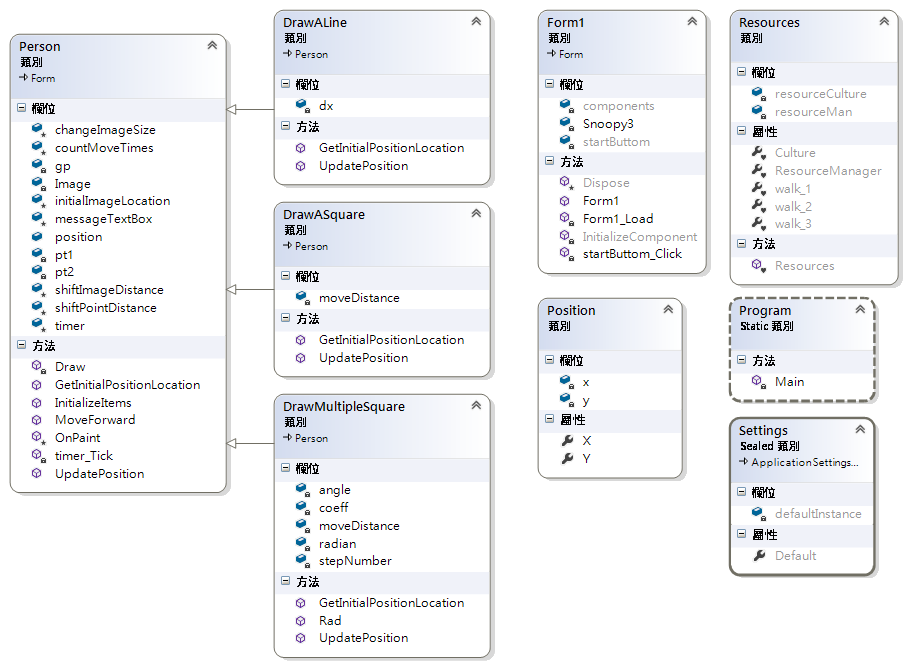 Person
類別
Form
欄位
changeImageSize
countMoveTimes
gp
Image
initialImageLocation
messageTextBox
position
pt1
pt2
shiftImageDistance
shiftPointDistance
timer
方法
Draw
GetInitialPositionLocation
InitializeItems
MoveForward
OnPaint
timer_Tick
UpdatePosition
DrawALine
類別
Person
欄位
dx
方法
GetInitialPositionLocation
UpdatePosition
DrawASquare
類別
Person
欄位
moveDistance
方法
GetInitialPositionLocation
UpdatePosition
DrawMultipleSquare
類別
Person
欄位
angle
coeff
moveDistance
radian
stepNumber
方法
GetInitialPositionLocation
Rad
UpdatePosition
Form1
類別
Form
欄位
components
Snoopy3
startButtom
方法
Dispose
Form1
Form1_Load
InitializeComponent
startButtom_Click
Position
類別
欄位
x
y
屬性
X
Y
Resources
類別
欄位
resourceCulture
resourceMan
屬性
Culture
ResourceManager
walk_1
walk_2
walk_3
方法
Resources
Program
Static 類別
方法
Main
Settings
Sealed 類別
ApplicationSettings...
欄位
defaultInstance
屬性
Default